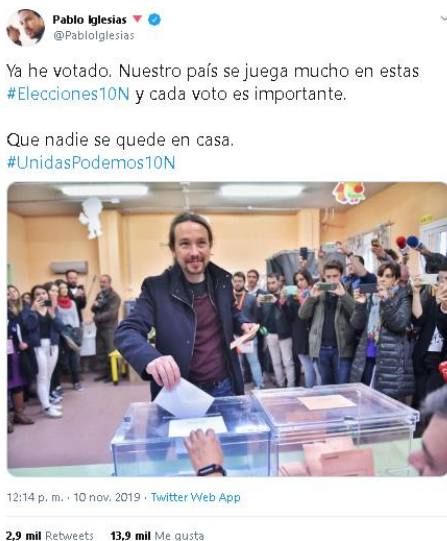 Pablo Iglesias
@PabloIglesias
Ya he votado. Nuestro país se juega mucho en estas
#Elecciones10N y cada voto es importante.
Que nadie se quede en casa.
#UnidasPodemos10N
12:14 p. m. · 10 nov. 2019 · Twitter Web App
2,9 mil Retweets 13,9 mil Me gusta